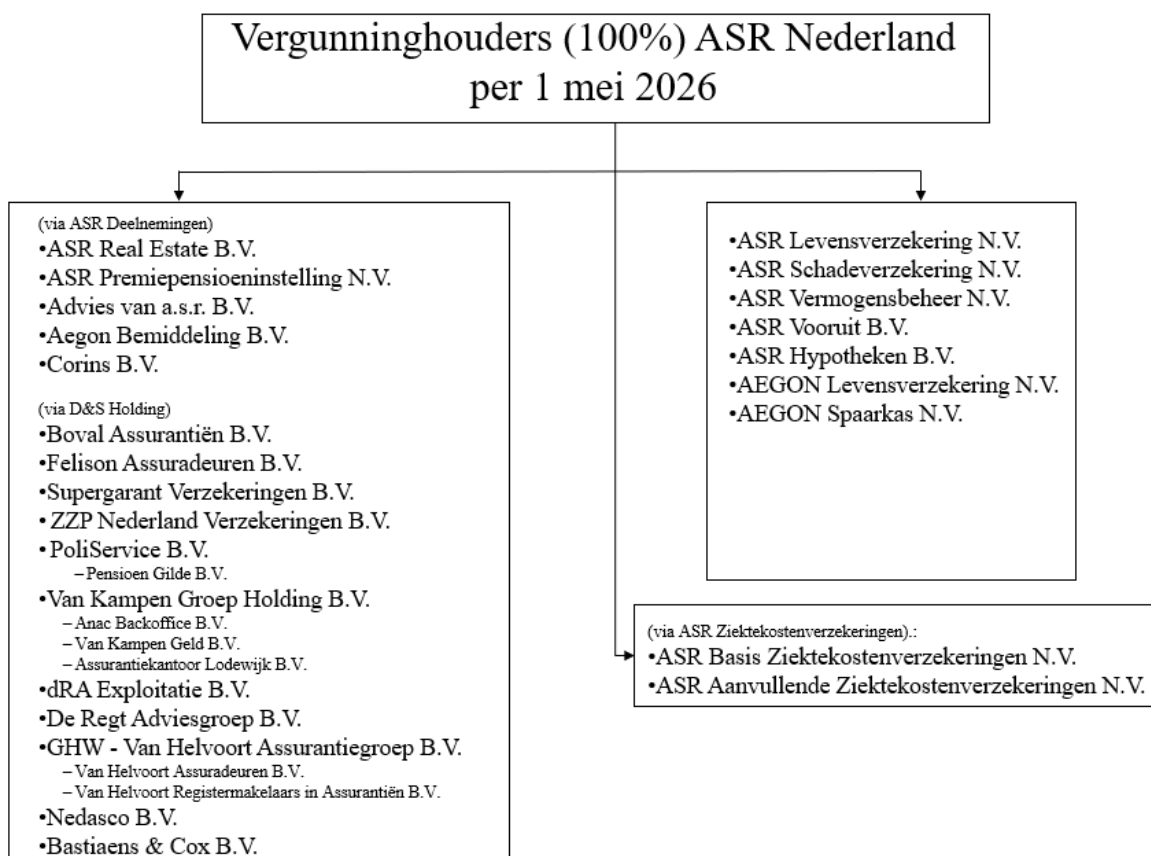 Vergunninghouders (100%) ASR Nederland
per 1 mei 2026
(via ASR Deelnemingen)
•ASR Real Estate B.V.
•ASR Premiepensioeninstelling N.V.
•Advies van a.s.r. B.V.
•Aegon Bemiddeling B.V.
•Corins B.V.
(via D&S Holding)
•Boval Assurantiën B.V.
•Felison Assuradeuren B.V.
•Supergarant Verzekeringen B.V.
• ZZP Nederland Verzekeringen B.V.
• PoliService B.V.
– Pensioen Gilde B.V.
•Van Kampen Groep Holding B.V.
– Anac Backoffice B.V.
– Van Kampen Geld B.V.
– Assurantiekantoor Lodewijk B.V.
•dRA Exploitatie B.V.
•De Regt Adviesgroep B.V.
•GHW - Van Helvoort Assurantiegroep B.V.
– Van Helvoort Assuradeuren B.V.
– Van Helvoort Registermakelaars in Assurantiën B.V.
•Nedasco B.V.
•Bastiaens & Cox B.V.
•ASR Levensverzekering N.V.
•ASR Schadeverzekering N.V.
•ASR Vermogensbeheer N.V.
•ASR Vooruit B.V.
•ASR Hypotheken B.V.
•AEGON Levensverzekering N.V.
•AEGON Spaarkas N.V.
(via ASR Ziektekostenverzekeringen).:
•ASR Basis Ziektekostenverzekeringen N.V.
•ASR Aanvullende Ziektekostenverzekeringen N.V.